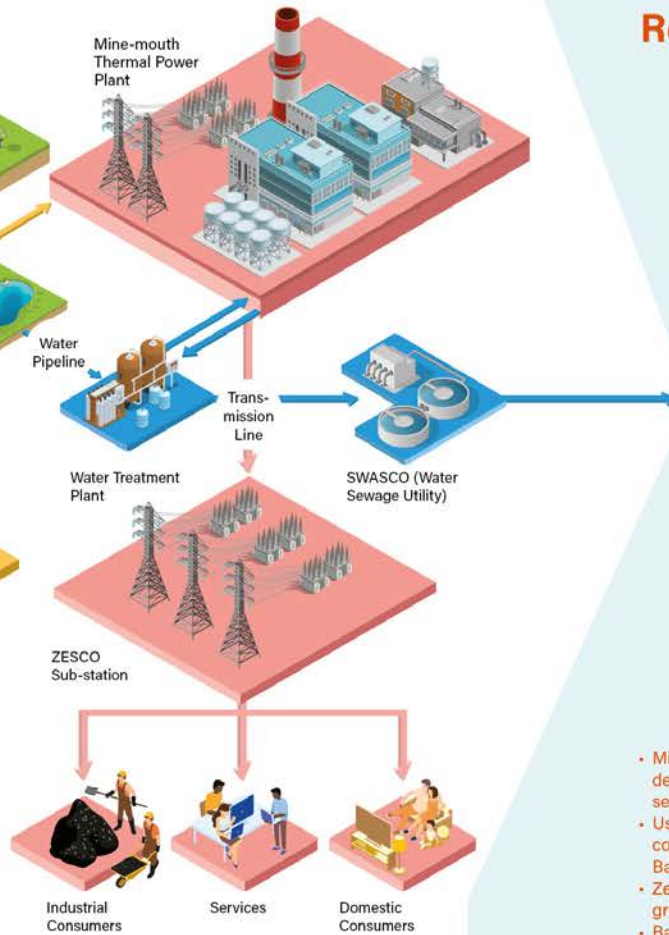 Mine-mouth
Thermal Power
Plant
Water
Pipeline
Trans-
mission
Line
Water Treatment
Plant
SWASCO (Water
Sewage Utility)
ZESCO
Sub-station
Industrial
Consumers
Services
Domestic
Consumers